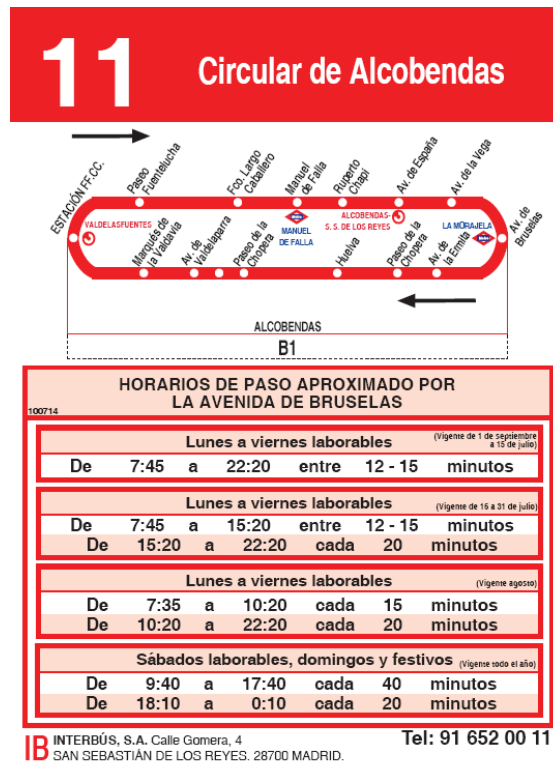 11 Circular de Alcobendas
ESTACIÓN FF.CC.
Paseo
Fuentelucha
Fco. Largo
Caballero
Manuel
de Falla
Ruperto
Chapí
Av. de España
Av. de la Vega
Av. de
Bruselas
VALDELASFUENTES
Metro
MANUEL
DE FALLA
ALCOBENDAS-
S. S. DE LOS REYES
LA MORALEJA
Metro
Marqués de
la Valdavia
Av. de
Valdelaparra
Paseo de la
Chopera
Huelva
Paseo de la
Chopera
Av. de
la Ermita
ALCOBENDAS
B1
HORARIOS DE PASO APROXIMADO POR
LA AVENIDA DE BRUSELAS
100714
Lunes a viernes laborables (Vigente de 1 de septiembre
a 15 de julio)
De 7:45 a 22:20 entre 12 - 15 minutos
Lunes a viernes laborables (Vigente de 16 a 31 de julio)
De 7:45 a 15:20 entre 12 - 15 minutos
De 15:20 a 22:20 cada 20 minutos
Lunes a viernes laborables (Vigente agosto)
De 7:35 a 10:20 cada 15 minutos
De 10:20 a 22:20 cada 20 minutos
Sábados laborables, domingos y festivos (Vigente todo el año)
De 9:40 a 17:40 cada 40 minutos
De 18:10 a 0:10 cada 20 minutos
IB INTERBÚS, S.A. Calle Gomera, 4
SAN SEBASTIÁN DE LOS REYES. 28700 MADRID.
Tel: 91 652 00 11